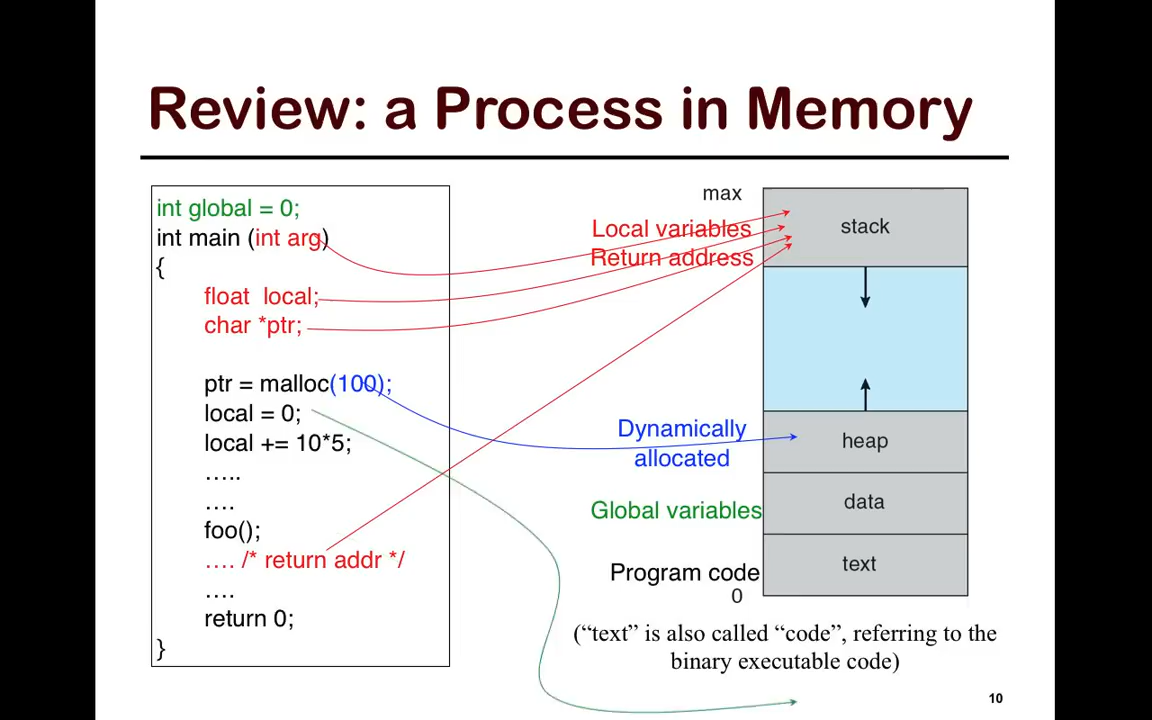 Review: a Process in Memory
int global = 0;
int main (int arg)
{
float local;
char *ptr;
ptr = malloc(100);
local = 0;
local += 10*5;
…..
….
foo();
…. /* return addr */
….
return 0;
}
max
Local variables
Return address
stack
Dynamically
allocated
heap
Global variables
data
Program code
text
0
(“text” is also called “code”, referring to the
binary executable code)
10